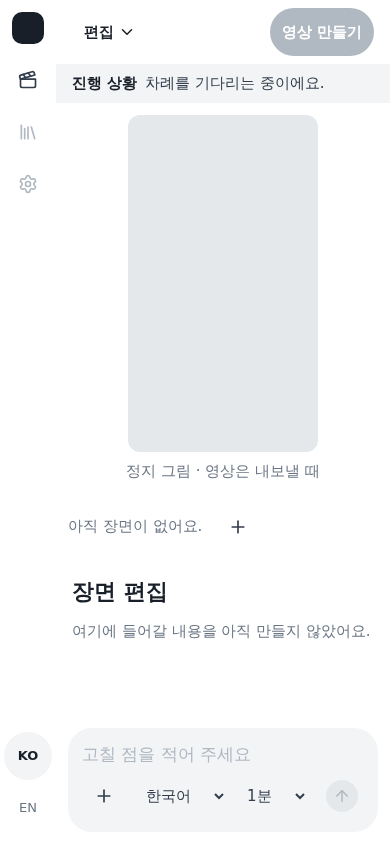 편집
영상 만들기
진행 상황 차례를 기다리는 중이에요.
정지 그림 · 영상은 내보낼 때
아직 장면이 없어요.
장면 편집
여기에 들어갈 내용을 아직 만들지 않았어요.
KO
EN
고칠 점을 적어 주세요
한국어 1분